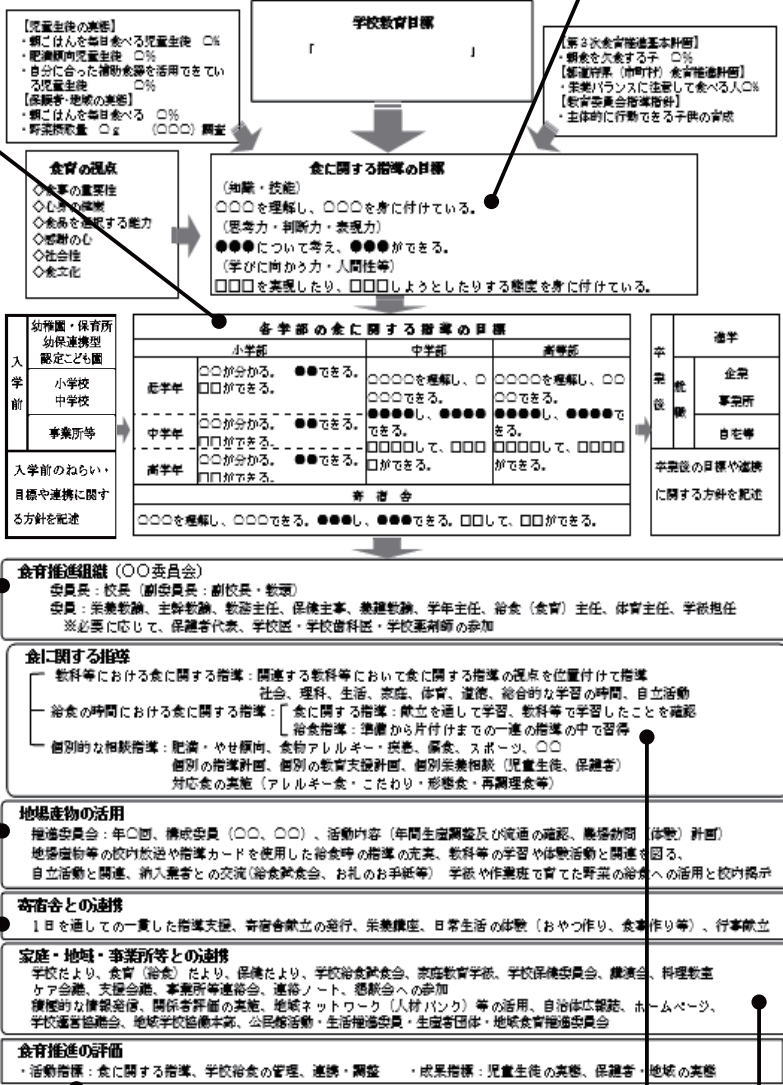 【児童生徒の実態】
・朝ごはんを毎日食べる児童生徒　○％
・肥満傾向児童生徒　○％
・自分に合った補助食器を活用できている児童生徒　○％
【保護者・地域の実態】
・朝ごはんを毎日食べる　○％
・野菜摂取量　○ｇ　（○○○）調査
学校教育目標
「　」
【第３次食育推進基本計画】
・朝食を欠食する子　○％
【都道府県（市町村）食育推進計画】
・栄養バランスに注意して食べる人○％
【教育委員会指導指針】
・主体的に行動できる子供の育成
食育の視点
◇食事の重要性
◇心身の健康
◇食品を選択する能力
◇感謝の心
◇社会性
◇食文化
食に関する指導の目標
（知識・技能）
○○○を理解し、○○○を身に付けている。
（思考力・判断力・表現力）
●●●について考え、●●●ができる。
（学びに向かう力・人間性等）
□□□を実現したり、□□□しようとしたりする態度を身に付けている。
入学前
幼稚園・保育所
幼保連携型
認定こども園
小学校
中学校
事業所等
入学前のねらい・
目標や連携に関す
る方針を記述
各学部の食に関する指導の目標
小学部
中学部
高等部
低学年
○○が分かる。　●●できる。
□□ができる。
中学年
○○が分かる。　●●できる。
□□ができる。
高学年
○○が分かる。　●●できる。
□□ができる。
○○○○を理解し、○
○○○できる。
●●●●し、●●●●
できる。
□□□□して、□□□
□ができる。
○○○○を理解し、○○
○○できる。
●●●●し、●●●●で
きる。
□□□□して、□□□□
ができる。
寄宿舎
○○○を理解し、○○○できる。●●●し、●●●できる。□□して、□□ができる。
卒業後
進学
就職
企業
事業所
自宅等
卒業後の目標や連携
に関する方針を記述
食育推進組織（○○委員会）
委員長：校長（副委員長：副校長・教頭）
委員：栄養教諭、主幹教諭、教務主任、保健主事、養護教諭、学年主任、給食（食育）主任、体育主任、学級担任
※必要に応じて、保護者代表、学校医・学校歯科医・学校薬剤師の参加
食に関する指導
教科等における食に関する指導：関連する教科等において食に関する指導の視点を位置付けて指導
社会、理科、生活、家庭、体育、道徳、総合的な学習の時間、自立活動
給食の時間における食に関する指導：食に関する指導：献立を通して学習、教科等で学習したことを確認
給食指導：準備から片付けまでの一連の指導の中で習得
個別的な相談指導：肥満・やせ傾向、食物アレルギー・疾患、偏食、スポーツ、○○
個別の指導計画、個別の教育支援計画、個別栄養相談（児童生徒、保護者）
対応食の実施（アレルギー食・こだわり・形態食・再調理食等）
地場産物の活用
推進委員会：年○回、構成委員（○○、○○）、活動内容（年間生産調整及び流通の確認、農場訪問（体験）計画）
地場産物等の校内放送や指導カードを使用した給食時の指導の充実、教科等の学習や体験活動と関連を図る、
自立活動と関連、納入業者との交流（給食試食会、お礼のお手紙等）　学級や作業班で育てた野菜の給食への活用と校内掲示
寄宿舎との連携
１日を通しての一貫した指導支援、寄宿舎献立の発行、栄養講座、日常生活の体験（おやつ作り、食事作り等）、行事献立
家庭・地域・事業所等との連携
学校だより、食育（給食）だより、保健だより、学校給食試食会、家庭教育学級、学校保健委員会、講演会、料理教室
ケア会議、支援会議、事業所等連絡会、連絡ノート、懇談会への参加
積極的な情報発信、関係者評価の実施、地域ネットワーク（人材バンク）等の活用、自治体広報誌、ホームページ、
学校運営協議会、地域学校協働本部、公民館活動・生活推進委員・生産者団体・地域食育推進委員会
食育推進の評価
・活動指標：食に関する指導、学校給食の管理、連携・調整　　・成果指標：児童生徒の実態、保護者・地域の実態